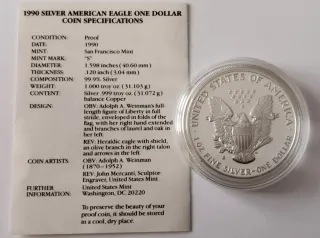 1990 SILVER AMERICAN EAGLE ONE DOLLAR
COIN SPECIFICATIONS
CONDITION: Proof
DATE: 1990
MINT: San Francisco Mint
MINT MARK: "S"
DIAMETER: 1.598 inches (40.60 mm)
THICKNESS: .120 inch (3.04 mm)
COMPOSITION: 99.9% Silver
WEIGHT: 1.000 troy oz. (31.103 g)
CONTENT: Silver .999 troy oz. (31.072 g)
balance Copper
DESIGN: OBV: Adolph A. Weinman's full-
length figure of Liberty in full
stride, enveloped in folds of the
flag, with her right hand extended
and branches of laurel and oak in
her left.
REV: Heraldic eagle with shield,
an olive branch in the right talon
and arrows in the left.
COIN ARTISTS: OBV: Adolph A. Weinman
(1870-1952)
REV: John Mercanti, Sculptor-
Engraver, United States Mint
FURTHER INFORMATION: United States Mint
Washington, DC 20220
To preserve the beauty of your
proof coin, it should be stored
in a cool, dry place.
UNITED STATES OF AMERICA
1 OZ. FINE SILVER~ONE DOLLAR